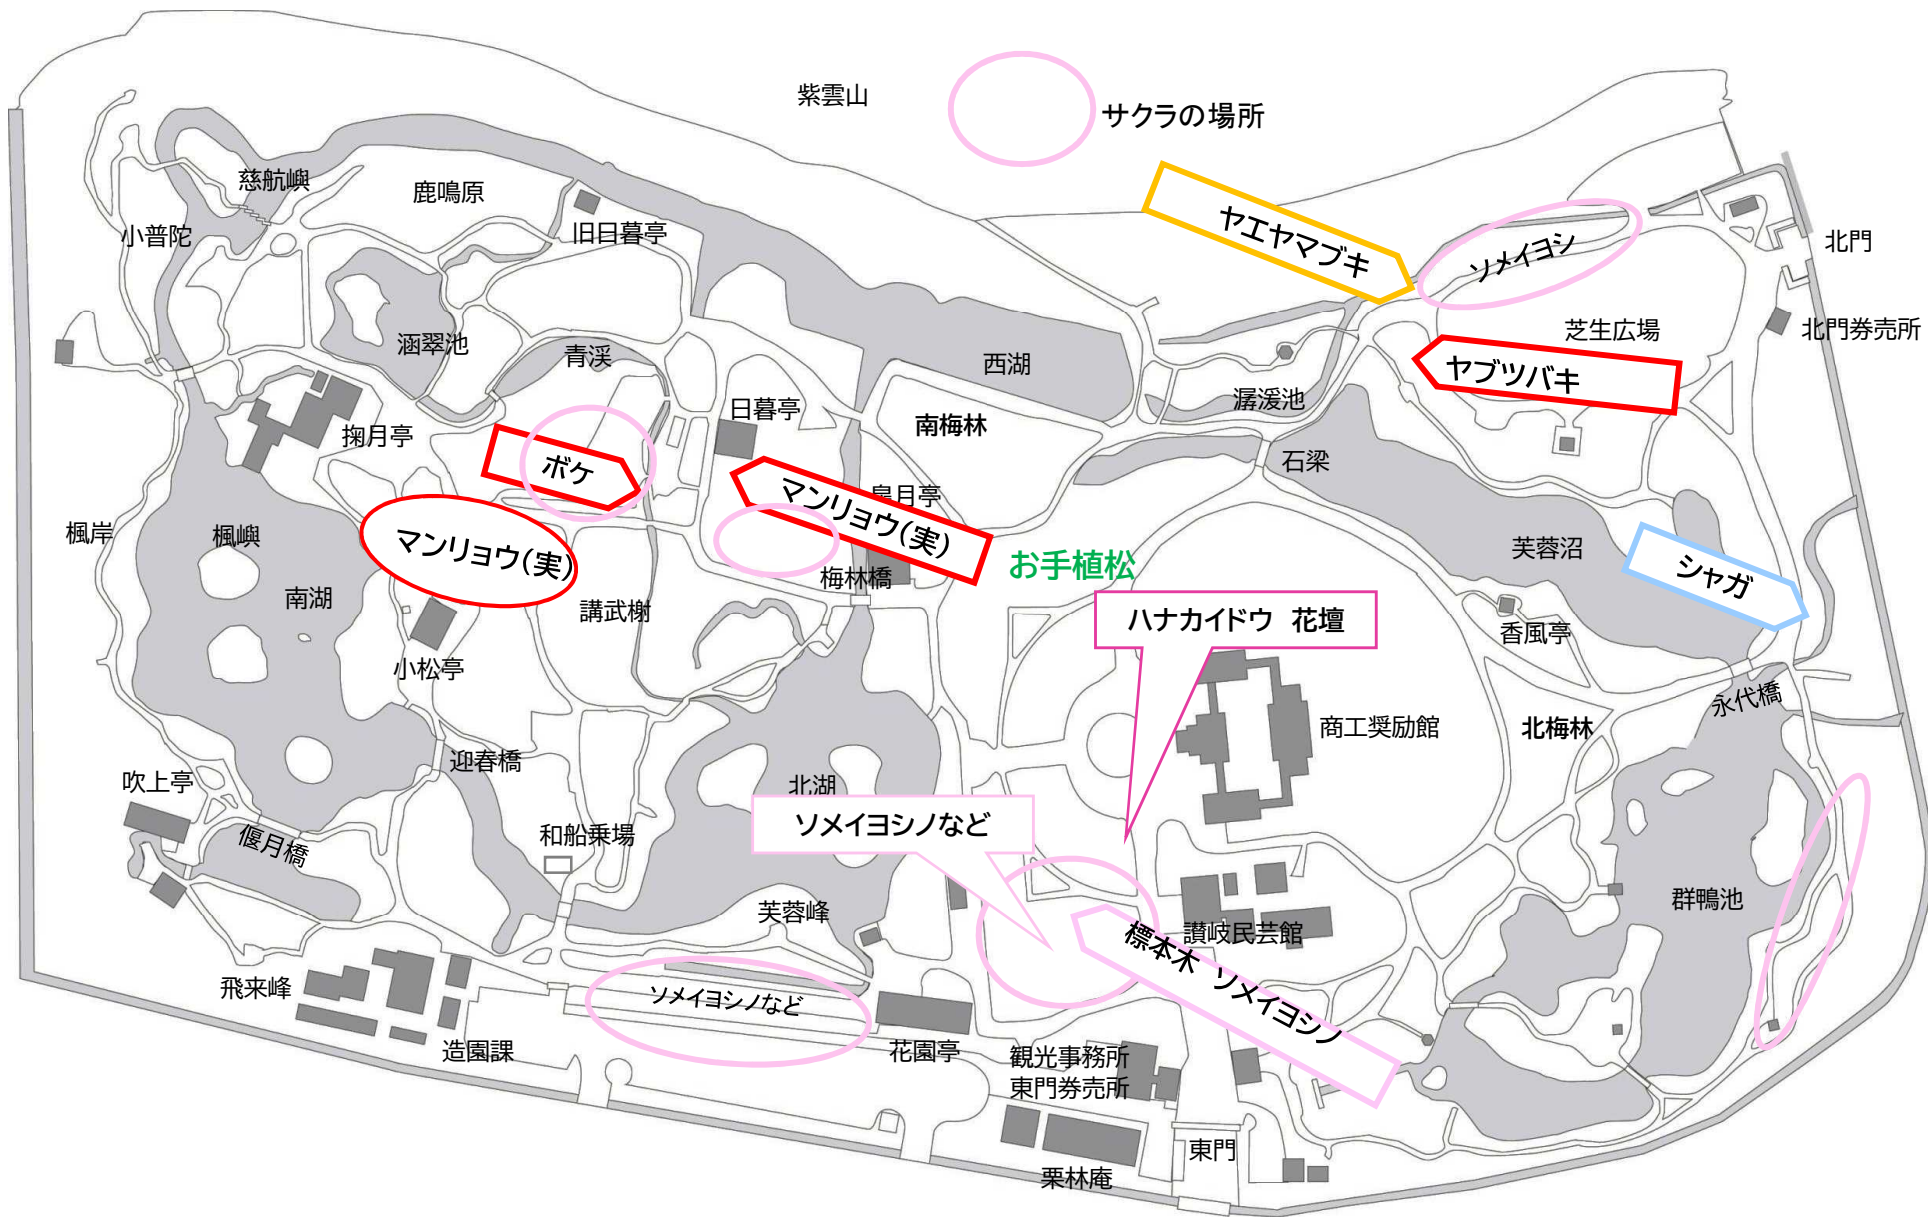 紫雲山
サクラの場所
慈航嶼
鹿鳴原
小普陀
旧日暮亭
ヤエヤマブキ
ソメイヨシ
北門
涵翠池
青渓
西湖
潺湲池
芝生広場
北門券売所
ヤブツバキ
日暮亭
南梅林
掬月亭
ボケ
石梁
マンリョウ(実)
皐月亭
楓岸
楓嶼
マンリョウ(実)
お手植松
芙蓉沼
シャガ
梅林橋
南湖
講武榭
ハナカイドウ 花壇
香風亭
小松亭
永代橋
商工奨励館
北梅林
迎春橋
吹上亭
北湖
ソメイヨシノなど
和船乗場
偃月橋
芙蓉峰
群鴨池
讃岐民芸館
標本木 ソメイヨシノ
飛来峰
ソメイヨシノなど
造園課
花園亭
観光事務所
東門券売所
東門
栗林庵